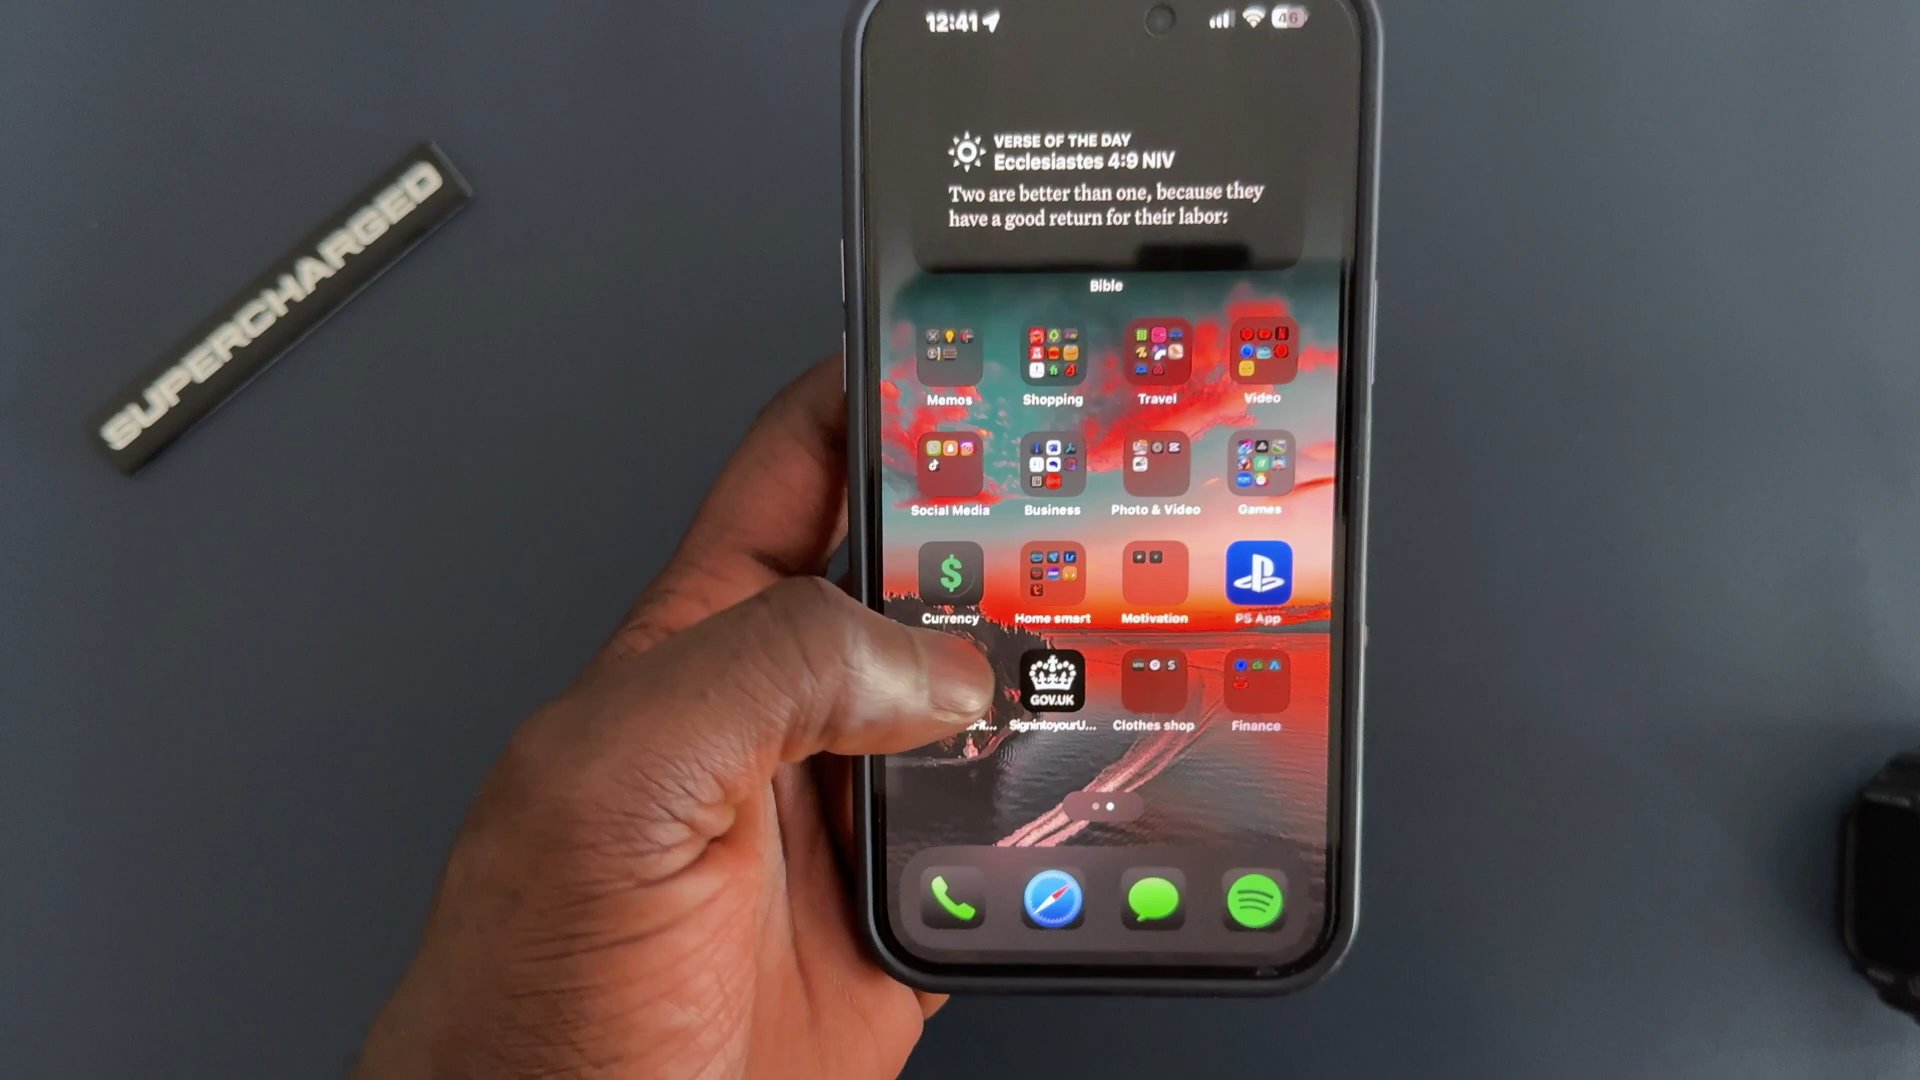 12:41
46
SUPERCHARGED
VERSE OF THE DAY
Ecclesiastes 4:9 NIV
Two are better than one, because they
have a good return for their labor:
Bible
Memos
Shopping
Travel
Video
Social Media
Business
Photo & Video
Games
$
Currency
Home smart
Motivation
PS App
GOV.UK
SignintoyourU...
Clothes shop
Finance